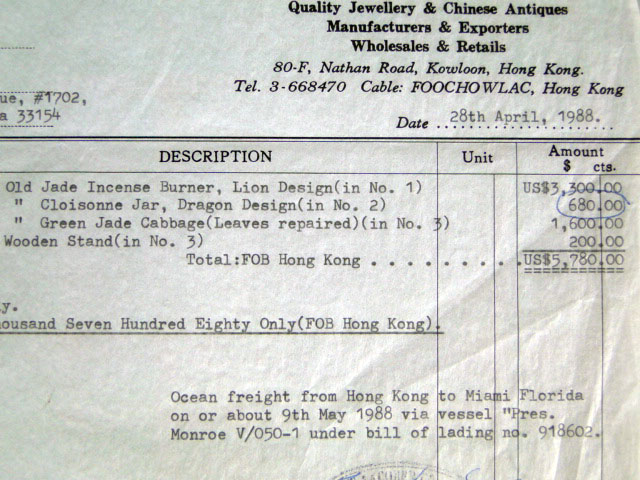 Quality Jewellery & Chinese Antiques
Manufacturers & Exporters
Wholesales & Retails
80-F, Nathan Road, Kowloon, Hong Kong.
Tel. 3-668470 Cable: FOOCHOWLAC, Hong Kong
ue, #1702,
a 33154
Date 28th April, 1988.
DESCRIPTION Unit Amount
$ cts.
Old Jade Incense Burner, Lion Design(in No. 1) US$3,300.00
" Cloisonne Jar, Dragon Design(in No. 2) 680.00
" Green Jade Cabbage(Leaves repaired)(in No. 3) 1,600.00
Wooden Stand(in No. 3) 200.00
Total:FOB Hong Kong . . . . . . . .US$5,780.00
y.
ousand Seven Hundred Eighty Only(FOB Hong Kong).
Ocean freight from Hong Kong to Miami Florida
on or about 9th May 1988 via vessel "Pres.
Monroe V/050-1 under bill of lading no. 918602.